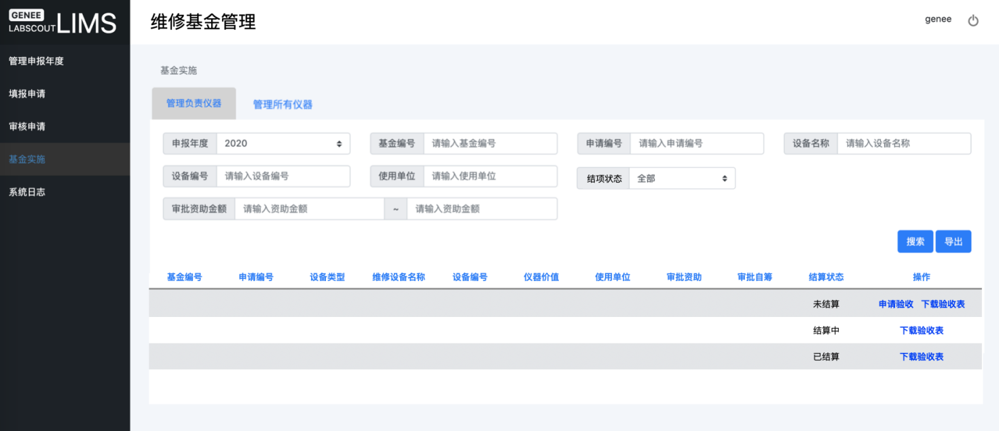 GENEE
LABSCOUT LIMS
维修基金管理
genee
管理申报年度
填报申请
审核申请
基金实施
系统日志
基金实施
管理负责仪器 管理所有仪器
申报年度 2020 基金编号 请输入基金编号 申请编号 请输入申请编号 设备名称 请输入设备名称
设备编号 请输入设备编号 使用单位 请输入使用单位 结项状态 全部
审批资助金额 请输入资助金额 ~ 请输入资助金额
搜索 导出
基金编号 申请编号 设备类型 维修设备名称 设备编号 仪器价值 使用单位 审批资助 审批自筹 结算状态 操作
未结算 申请验收 下载验收表
结算中 下载验收表
已结算 下载验收表